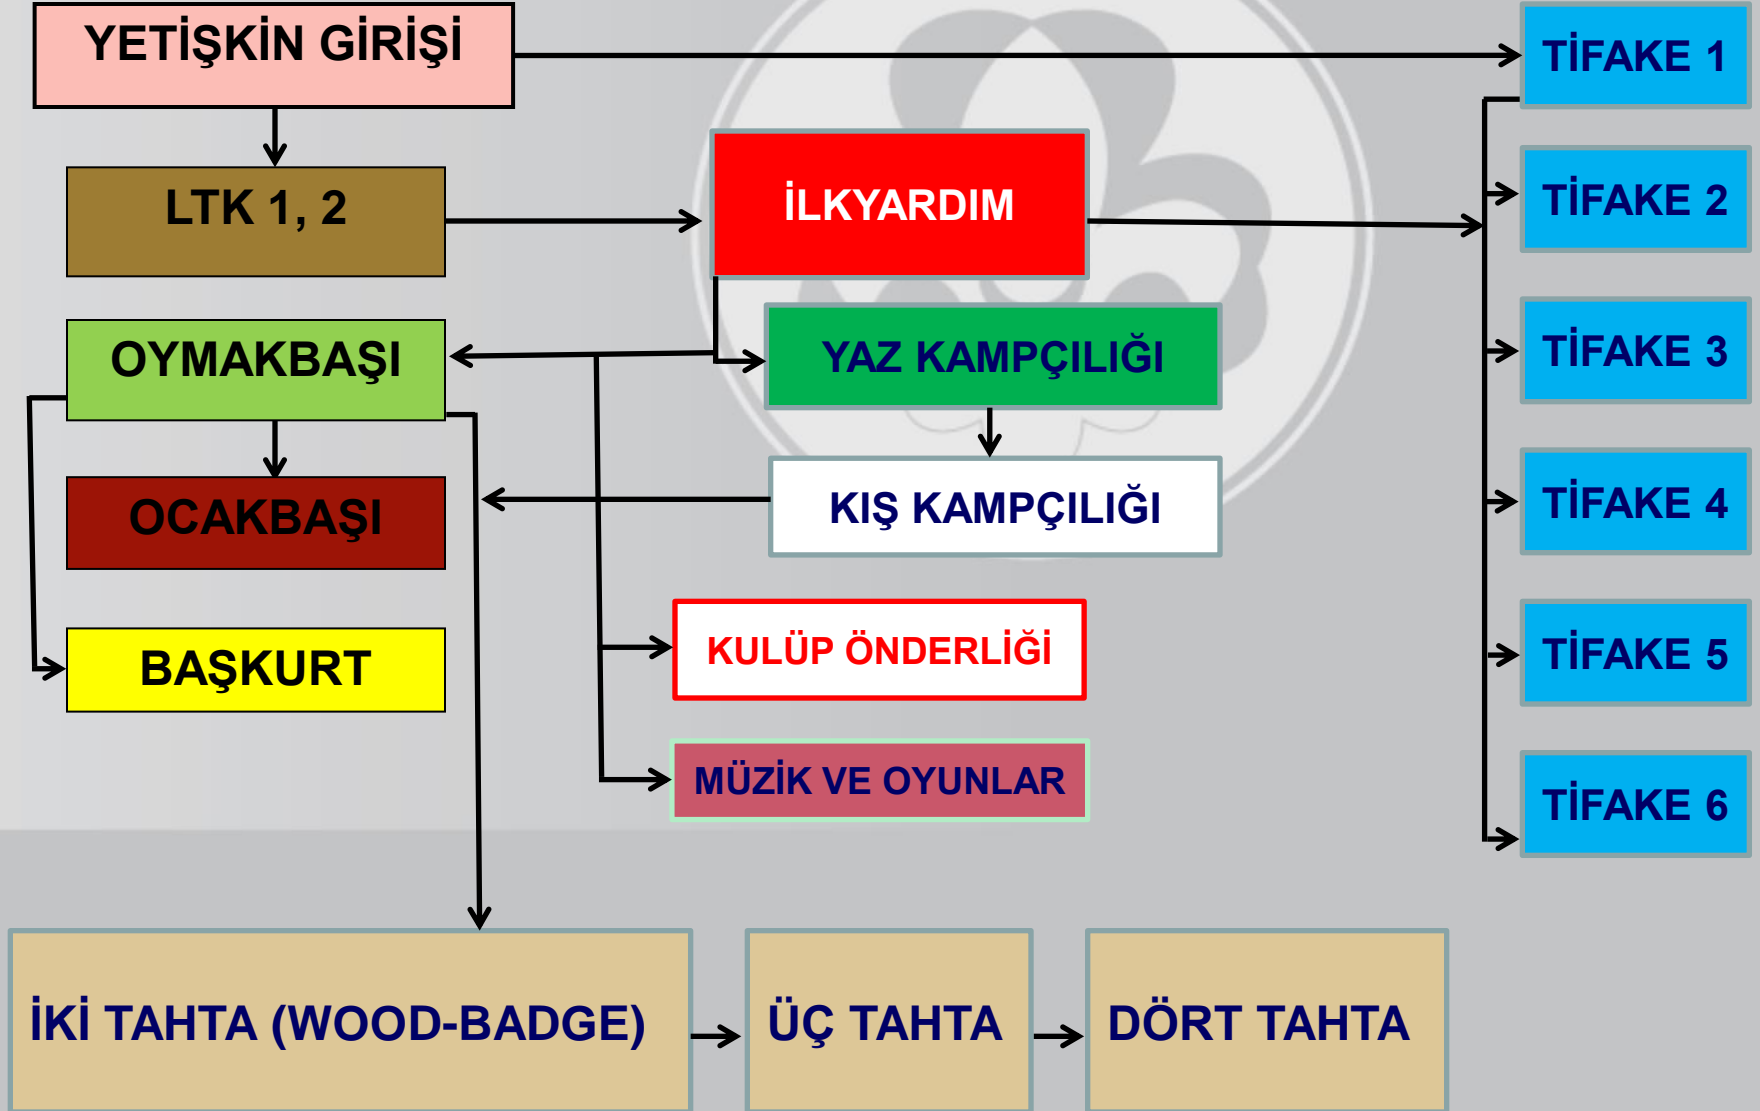 YETİŞKİN GİRİŞİ
TİFAKE 1
LTK 1, 2
İLKYARDIM
TİFAKE 2
OYMAKBAŞI
YAZ KAMPÇILIĞI
TİFAKE 3
OCAKBAŞI
KIŞ KAMPÇILIĞI
TİFAKE 4
BAŞKURT
KULÜP ÖNDERLİĞİ
TİFAKE 5
MÜZİK VE OYUNLAR
TİFAKE 6
İKİ TAHTA (WOOD-BADGE)
ÜÇ TAHTA
DÖRT TAHTA